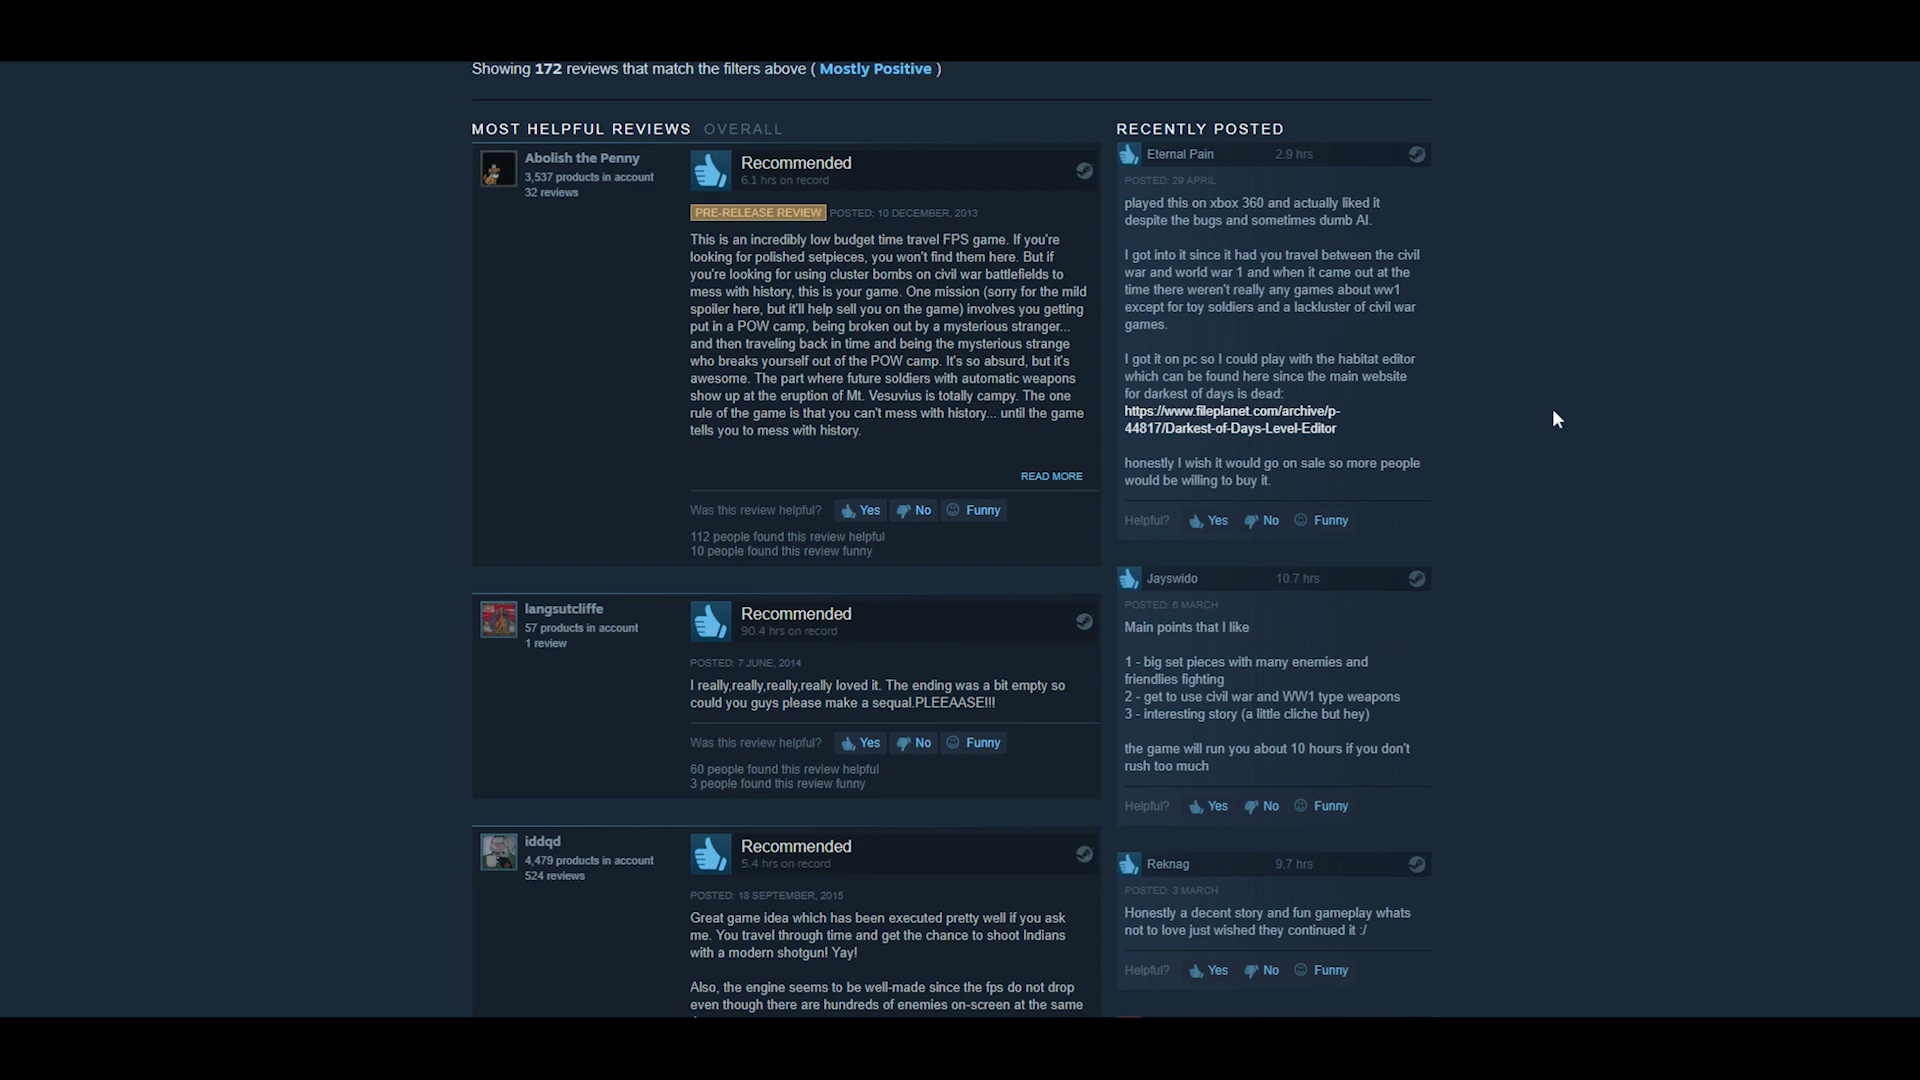 Showing 172 reviews that match the filters above ( Mostly Positive )
MOST HELPFUL REVIEWS OVERALL
Abolish the Penny
3,537 products in account
32 reviews
Recommended
6.1 hrs on record
PRE-RELEASE REVIEW POSTED: 10 DECEMBER, 2013
This is an incredibly low budget time travel FPS game. If you're
looking for polished setpieces, you won't find them here. But if
you're looking for using cluster bombs on civil war battlefields to
mess with history, this is your game. One mission (sorry for the mild
spoiler here, but it'll help sell you on the game) involves you getting
put in a POW camp, being broken out by a mysterious stranger...
and then traveling back in time and being the mysterious strange
who breaks yourself out of the POW camp. It's so absurd, but it's
awesome. The part where future soldiers with automatic weapons
show up at the eruption of Mt. Vesuvius is totally campy. The one
rule of the game is that you can't mess with history... until the game
tells you to mess with history.
READ MORE
Was this review helpful? Yes No Funny
112 people found this review helpful
10 people found this review funny
langsutcliffe
57 products in account
1 review
Recommended
90.4 hrs on record
POSTED: 7 JUNE, 2014
I really,really,really,really loved it. The ending was a bit empty so
could you guys please make a sequal.PLEEAASE!!!
Was this review helpful? Yes No Funny
60 people found this review helpful
3 people found this review funny
iddqd
4,479 products in account
524 reviews
Recommended
5.4 hrs on record
POSTED: 18 SEPTEMBER, 2015
Great game idea which has been executed pretty well if you ask
me. You travel through time and get the chance to shoot Indians
with a modern shotgun! Yay!
Also, the engine seems to be well-made since the fps do not drop
even though there are hundreds of enemies on-screen at the same
RECENTLY POSTED
Eternal Pain 2.9 hrs
POSTED: 29 APRIL
played this on xbox 360 and actually liked it
despite the bugs and sometimes dumb AI.
I got into it since it had you travel between the civil
war and world war 1 and when it came out at the
time there weren't really any games about ww1
except for toy soldiers and a lackluster of civil war
games.
I got it on pc so I could play with the habitat editor
which can be found here since the main website
for darkest of days is dead:
https://www.fileplanet.com/archive/p-
44817/Darkest-of-Days-Level-Editor
honestly I wish it would go on sale so more people
would be willing to buy it.
Helpful? Yes No Funny
Jayswido 10.7 hrs
POSTED: 6 MARCH
Main points that I like
1 - big set pieces with many enemies and
friendlies fighting
2 - get to use civil war and WW1 type weapons
3 - interesting story (a little cliche but hey)
the game will run you about 10 hours if you don't
rush too much
Helpful? Yes No Funny
Reknag 9.7 hrs
POSTED: 3 MARCH
Honestly a decent story and fun gameplay whats
not to love just wished they continued it :/
Helpful? Yes No Funny